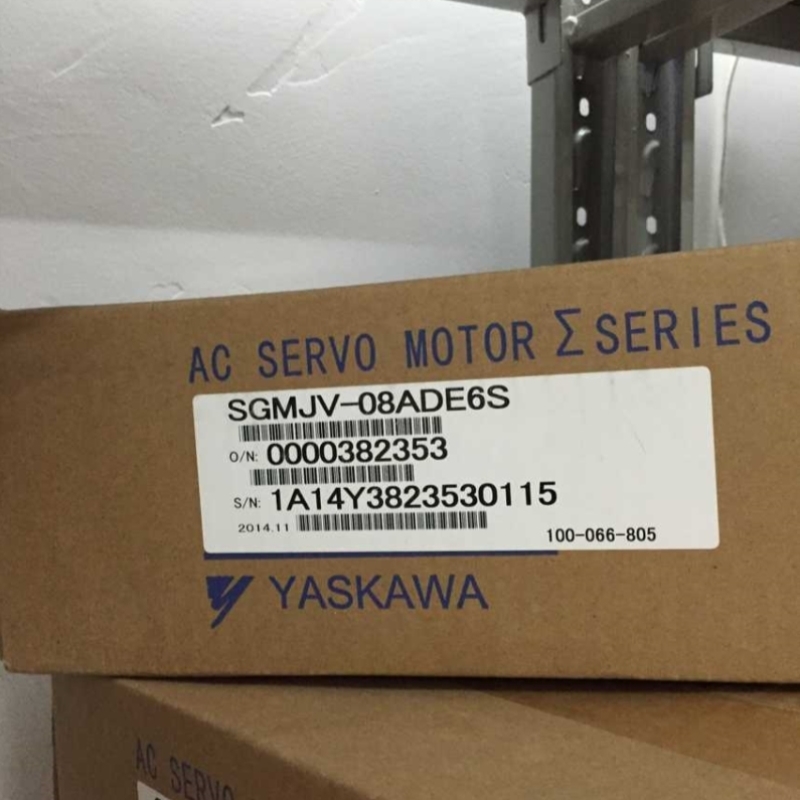 AC SERVO MOTOR Σ SERIES
SGMJV-08ADE6S
O/N: 0000382353
S/N: 1A14Y3823530115
2014.11
100-066-805
YASKAWA
AC SERVO